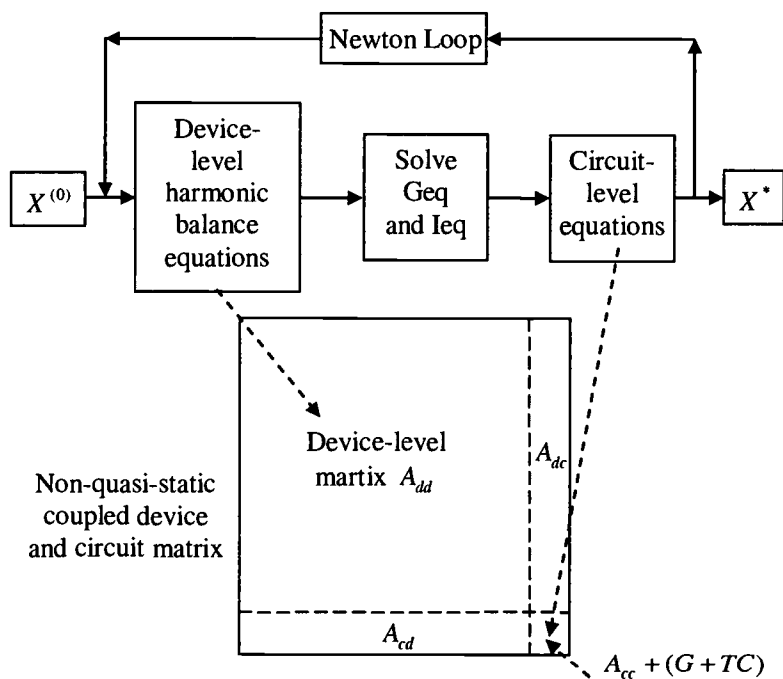 Newton Loop
X^(0)
Device-
level
harmonic
balance
equations
Solve
Geq
and Ieq
Circuit-
level
equations
X^*
Device-level
martix A_dd
A_dc
Non-quasi-static
coupled device
and circuit matrix
A_cd
A_cc + (G + TC)